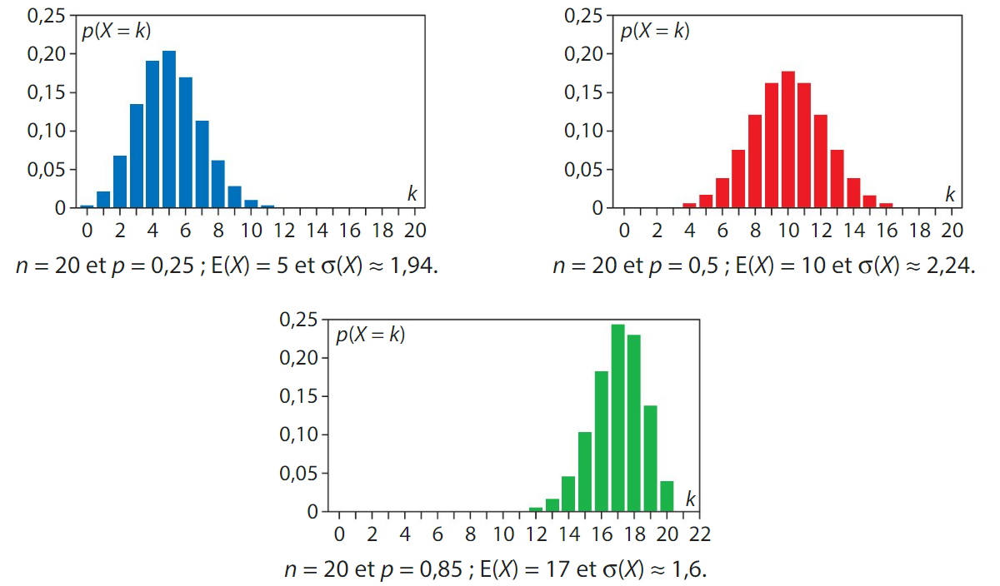 0,25
p(X = k)
0,20
0,15
0,10
0,05
0
k
0 2 4 6 8 10 12 14 16 18 20
n = 20 et p = 0,25 ; E(X) = 5 et σ(X) ≈ 1,94.
0,25
p(X = k)
0,20
0,15
0,10
0,05
0
k
0 2 4 6 8 10 12 14 16 18 20
n = 20 et p = 0,5 ; E(X) = 10 et σ(X) ≈ 2,24.
0,25
p(X = k)
0,20
0,15
0,10
0,05
0
k
0 2 4 6 8 10 12 14 16 18 20 22
n = 20 et p = 0,85 ; E(X) = 17 et σ(X) ≈ 1,6.